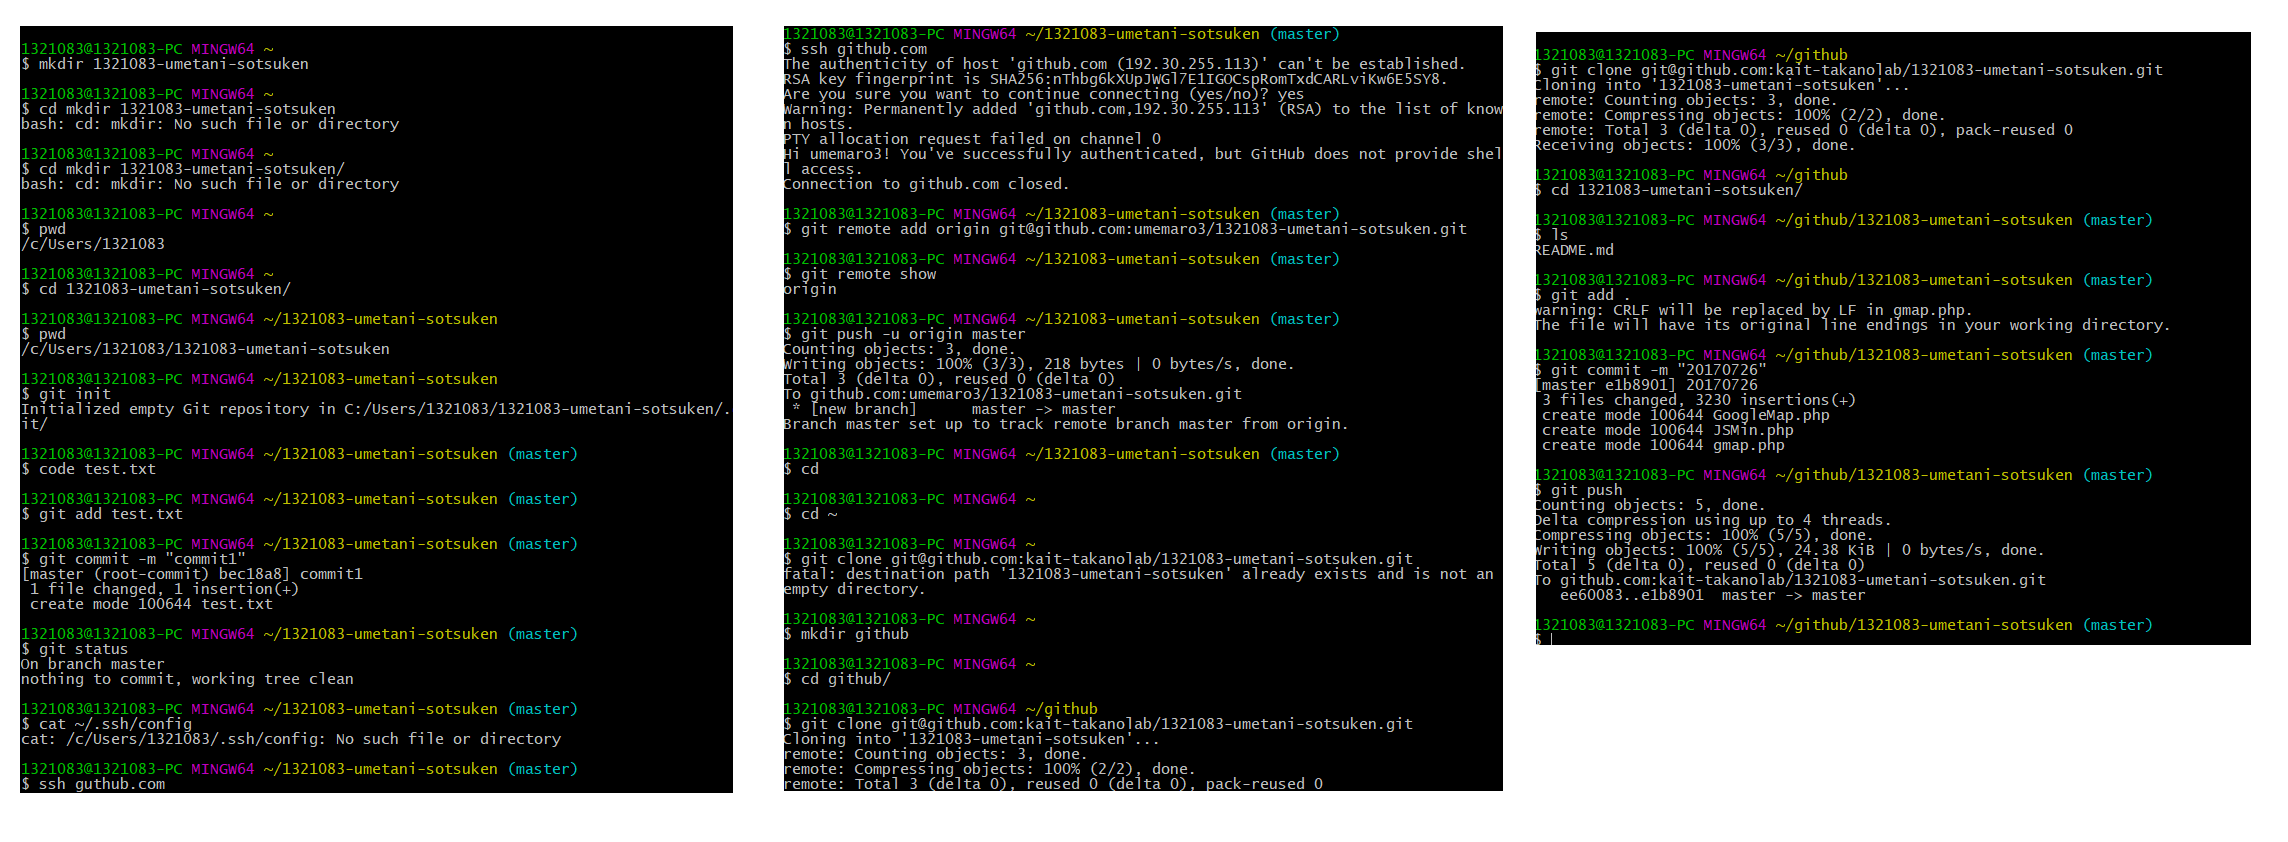 1321083@1321083-PC MINGW64 ~
$ mkdir 1321083-umetani-sotsuken
1321083@1321083-PC MINGW64 ~
$ cd mkdir 1321083-umetani-sotsuken
bash: cd: mkdir: No such file or directory
1321083@1321083-PC MINGW64 ~
$ cd mkdir 1321083-umetani-sotsuken/
bash: cd: mkdir: No such file or directory
1321083@1321083-PC MINGW64 ~
$ pwd
/c/Users/1321083
1321083@1321083-PC MINGW64 ~
$ cd 1321083-umetani-sotsuken/
1321083@1321083-PC MINGW64 ~/1321083-umetani-sotsuken
$ pwd
/c/Users/1321083/1321083-umetani-sotsuken
1321083@1321083-PC MINGW64 ~/1321083-umetani-sotsuken
$ git init
Initialized empty Git repository in C:/Users/1321083/1321083-umetani-sotsuken/.
it/
1321083@1321083-PC MINGW64 ~/1321083-umetani-sotsuken (master)
$ code test.txt
1321083@1321083-PC MINGW64 ~/1321083-umetani-sotsuken (master)
$ git add test.txt
1321083@1321083-PC MINGW64 ~/1321083-umetani-sotsuken (master)
$ git commit -m "commit1"
[master (root-commit) bec18a8] commit1
 1 file changed, 1 insertion(+)
 create mode 100644 test.txt
1321083@1321083-PC MINGW64 ~/1321083-umetani-sotsuken (master)
$ git status
On branch master
nothing to commit, working tree clean
1321083@1321083-PC MINGW64 ~/1321083-umetani-sotsuken (master)
$ cat ~/.ssh/config
cat: /c/Users/1321083/.ssh/config: No such file or directory
1321083@1321083-PC MINGW64 ~/1321083-umetani-sotsuken (master)
$ ssh guthub.com
1321083@1321083-PC MINGW64 ~/1321083-umetani-sotsuken (master)
$ ssh github.com
The authenticity of host 'github.com (192.30.255.113)' can't be established.
RSA key fingerprint is SHA256:nThbg6kXUpJWGl7E1IGOCspRomTxdCARLviKw6E5SY8.
Are you sure you want to continue connecting (yes/no)? yes
Warning: Permanently added 'github.com,192.30.255.113' (RSA) to the list of know
n hosts.
PTY allocation request failed on channel 0
Hi umemaro3! You've successfully authenticated, but GitHub does not provide shel
l access.
Connection to github.com closed.
1321083@1321083-PC MINGW64 ~/1321083-umetani-sotsuken (master)
$ git remote add origin git@github.com:umemaro3/1321083-umetani-sotsuken.git
1321083@1321083-PC MINGW64 ~/1321083-umetani-sotsuken (master)
$ git remote show
origin
1321083@1321083-PC MINGW64 ~/1321083-umetani-sotsuken (master)
$ git push -u origin master
Counting objects: 3, done.
Writing objects: 100% (3/3), 218 bytes | 0 bytes/s, done.
Total 3 (delta 0), reused 0 (delta 0)
To github.com:umemaro3/1321083-umetani-sotsuken.git
 * [new branch]      master -> master
Branch master set up to track remote branch master from origin.
1321083@1321083-PC MINGW64 ~/1321083-umetani-sotsuken (master)
$ cd
1321083@1321083-PC MINGW64 ~
$ cd ~
1321083@1321083-PC MINGW64 ~
$ git clone git@github.com:kait-takanolab/1321083-umetani-sotsuken.git
fatal: destination path '1321083-umetani-sotsuken' already exists and is not an
empty directory.
1321083@1321083-PC MINGW64 ~
$ mkdir github
1321083@1321083-PC MINGW64 ~
$ cd github/
1321083@1321083-PC MINGW64 ~/github
$ git clone git@github.com:kait-takanolab/1321083-umetani-sotsuken.git
Cloning into '1321083-umetani-sotsuken'...
remote: Counting objects: 3, done.
remote: Compressing objects: 100% (2/2), done.
remote: Total 3 (delta 0), reused 0 (delta 0), pack-reused 0
1321083@1321083-PC MINGW64 ~/github
$ git clone git@github.com:kait-takanolab/1321083-umetani-sotsuken.git
Cloning into '1321083-umetani-sotsuken'...
remote: Counting objects: 3, done.
remote: Compressing objects: 100% (2/2), done.
remote: Total 3 (delta 0), reused 0 (delta 0), pack-reused 0
Receiving objects: 100% (3/3), done.
1321083@1321083-PC MINGW64 ~/github
$ cd 1321083-umetani-sotsuken/
1321083@1321083-PC MINGW64 ~/github/1321083-umetani-sotsuken (master)
$ ls
README.md
1321083@1321083-PC MINGW64 ~/github/1321083-umetani-sotsuken (master)
$ git add .
warning: CRLF will be replaced by LF in gmap.php.
The file will have its original line endings in your working directory.
1321083@1321083-PC MINGW64 ~/github/1321083-umetani-sotsuken (master)
$ git commit -m "20170726"
[master e1b8901] 20170726
 3 files changed, 3230 insertions(+)
 create mode 100644 GoogleMap.php
 create mode 100644 JSMin.php
 create mode 100644 gmap.php
1321083@1321083-PC MINGW64 ~/github/1321083-umetani-sotsuken (master)
$ git push
Counting objects: 5, done.
Delta compression using up to 4 threads.
Compressing objects: 100% (5/5), done.
Writing objects: 100% (5/5), 24.38 KiB | 0 bytes/s, done.
Total 5 (delta 0), reused 0 (delta 0)
To github.com:kait-takanolab/1321083-umetani-sotsuken.git
   ee60083..e1b8901  master -> master
1321083@1321083-PC MINGW64 ~/github/1321083-umetani-sotsuken (master)
$